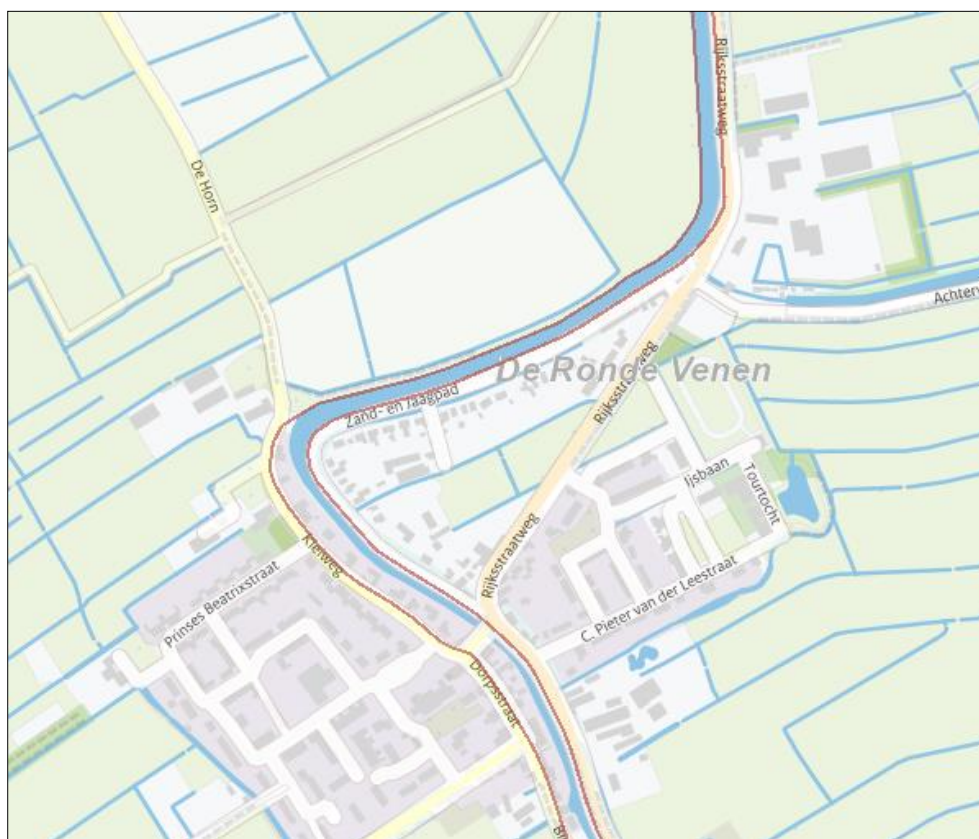 Rijksstraatweg
De Horn
Achterv
De Ronde Venen
Rijksstraatweg
Zand- en Jaagpad
Ijsbaan
Tourtocht
Rijksstraatweg
Kleiweg
Prinses Beatrixstraat
C. Pieter van der Leestraat
Dorpsstraat